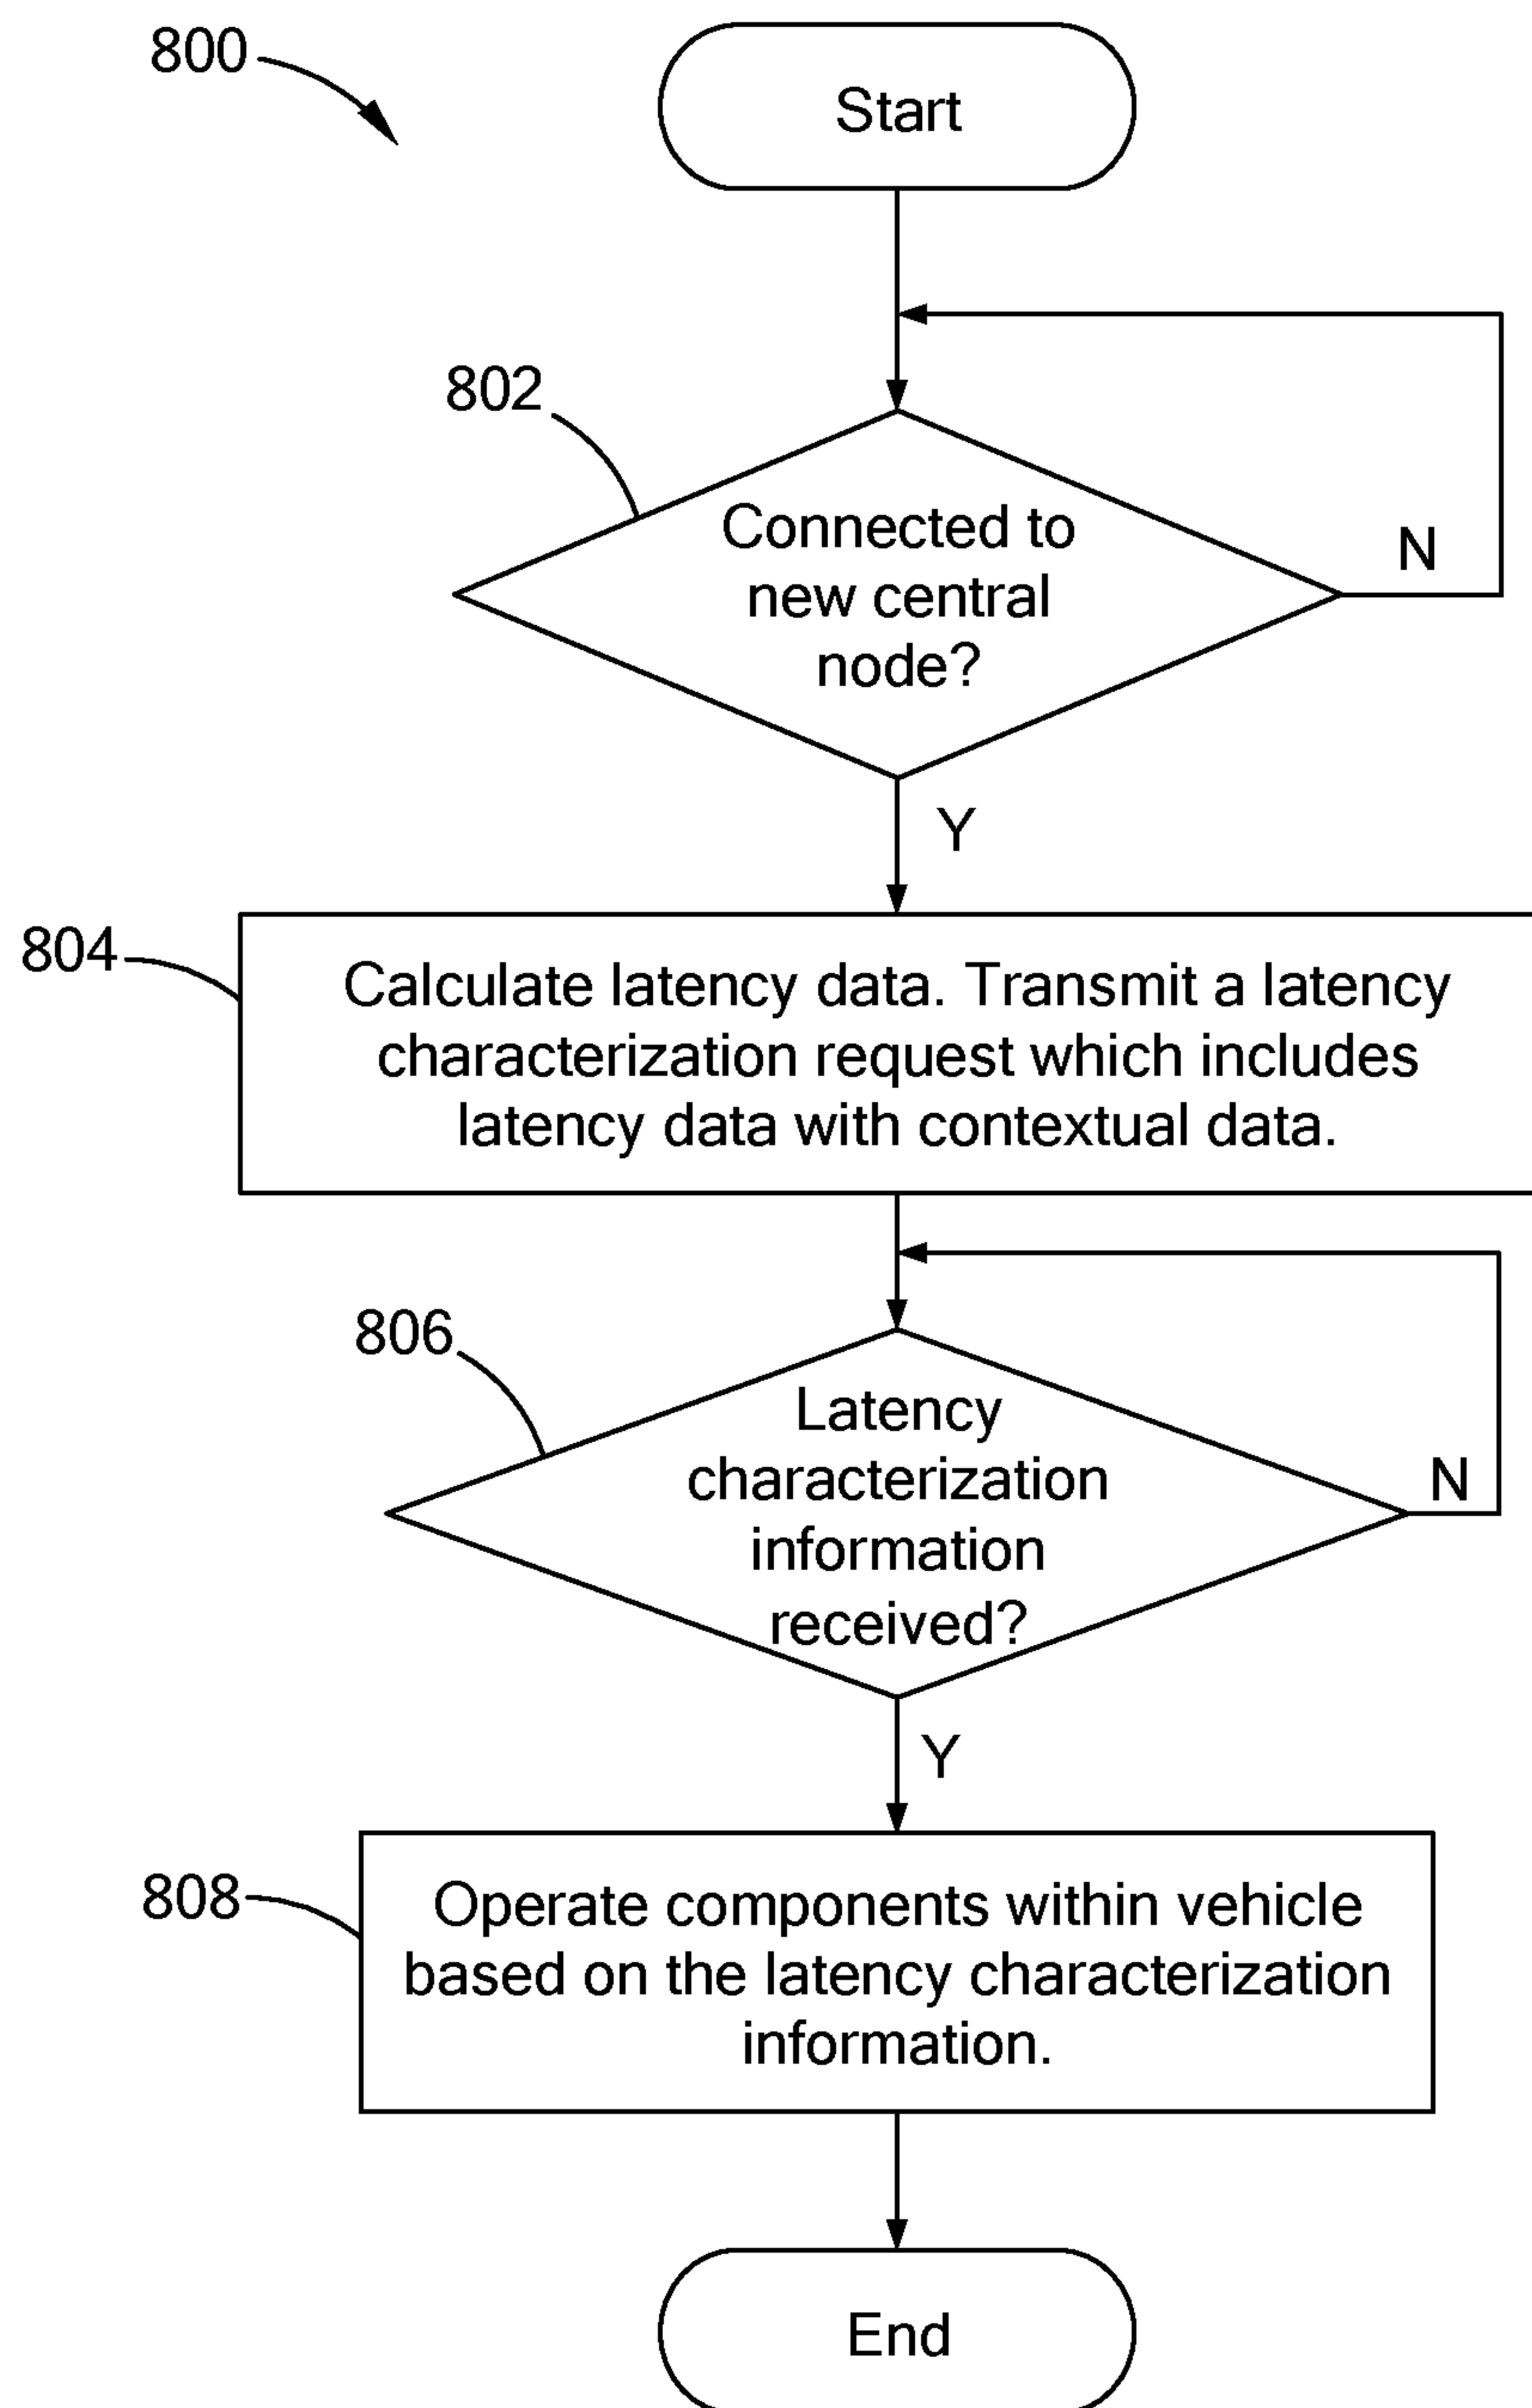 800
Start
802
Connected to
new central
node?
N
Y
804
Calculate latency data. Transmit a latency
characterization request which includes
latency data with contextual data.
806
Latency
characterization
information
received?
N
Y
808
Operate components within vehicle
based on the latency characterization
information.
End